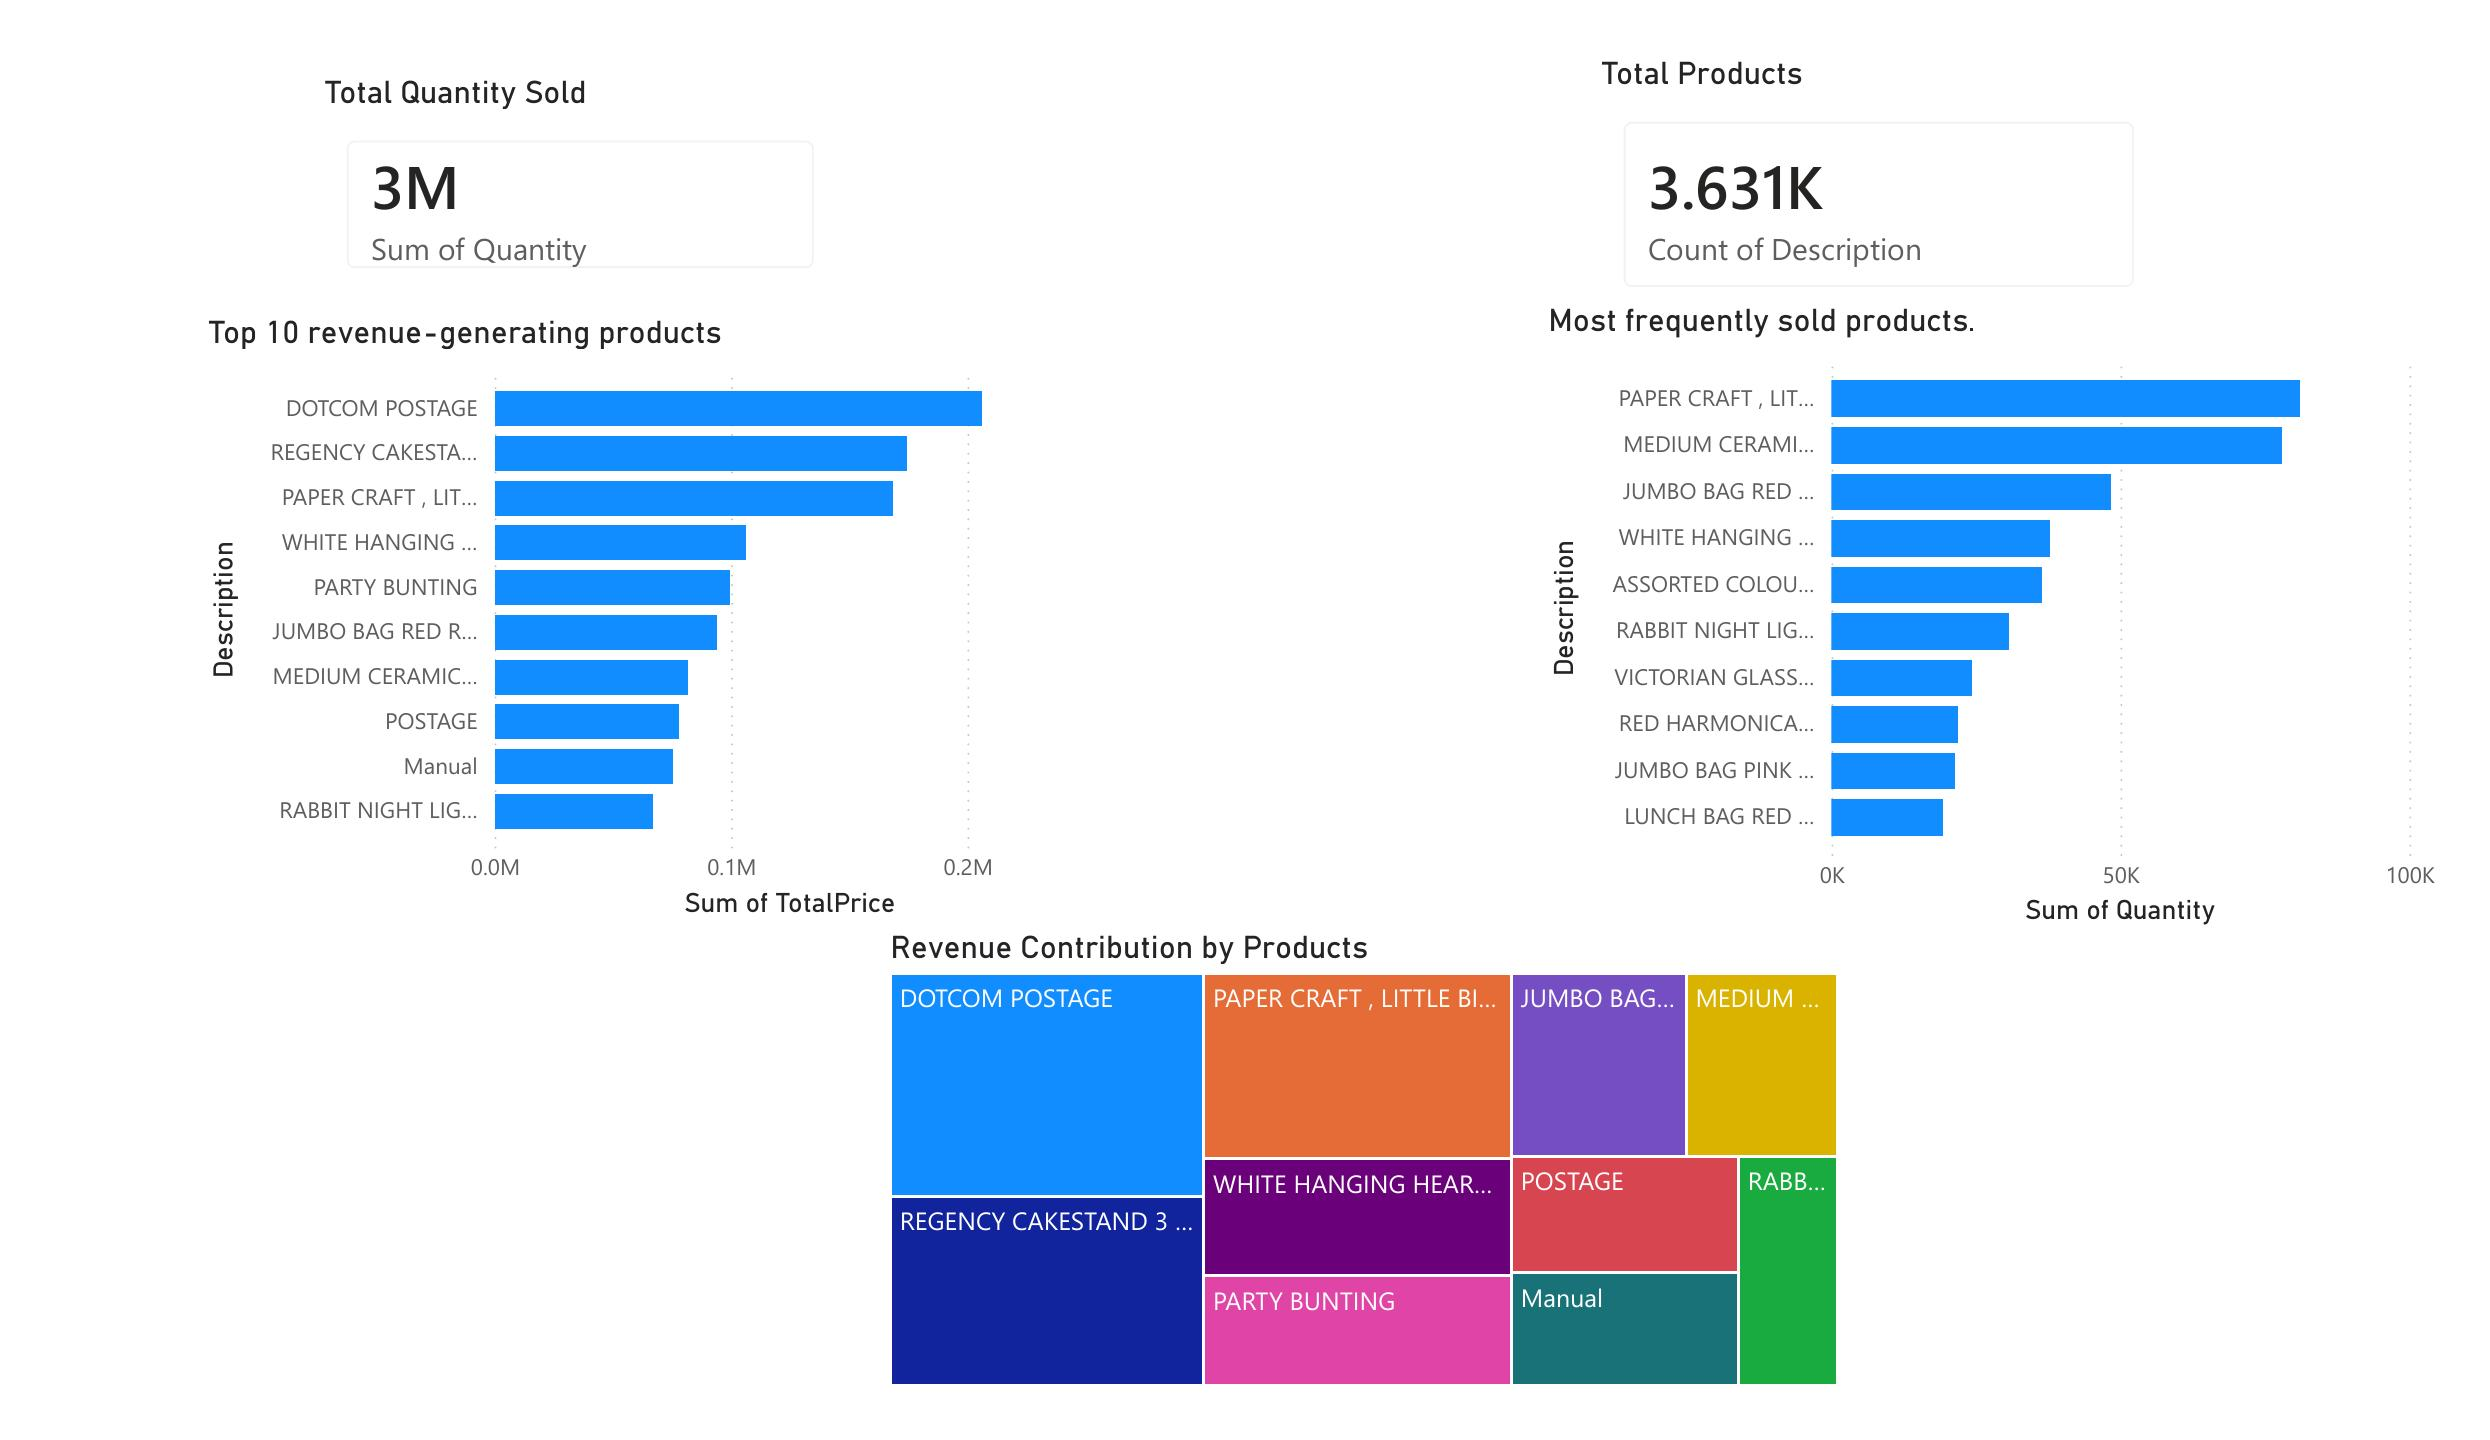 Total Quantity Sold
3M
Sum of Quantity
Total Products
3.631K
Count of Description
Top 10 revenue-generating products
Description
DOTCOM POSTAGE
REGENCY CAKESTA...
PAPER CRAFT , LIT...
WHITE HANGING ...
PARTY BUNTING
JUMBO BAG RED R...
MEDIUM CERAMIC...
POSTAGE
Manual
RABBIT NIGHT LIG...
0.0M 0.1M 0.2M
Sum of TotalPrice
Most frequently sold products.
Description
PAPER CRAFT , LIT...
MEDIUM CERAMI...
JUMBO BAG RED ...
WHITE HANGING ...
ASSORTED COLOU...
RABBIT NIGHT LIG...
VICTORIAN GLASS...
RED HARMONICA...
JUMBO BAG PINK ...
LUNCH BAG RED ...
0K 50K 100K
Sum of Quantity
Revenue Contribution by Products
DOTCOM POSTAGE
REGENCY CAKESTAND 3 ...
PAPER CRAFT , LITTLE BI...
WHITE HANGING HEAR...
PARTY BUNTING
JUMBO BAG...
MEDIUM ...
POSTAGE
Manual
RABB...